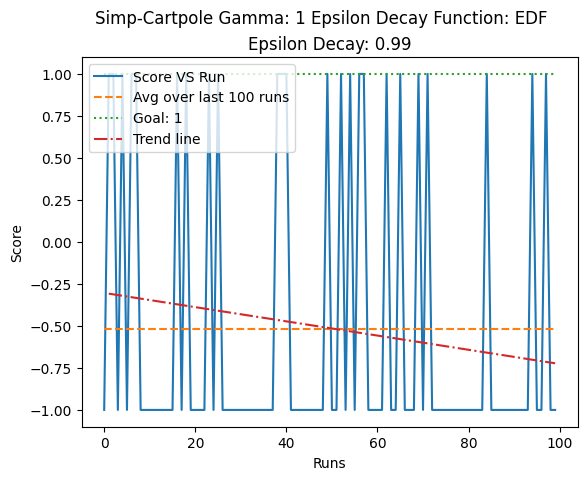 Simp-Cartpole Gamma: 1 Epsilon Decay Function: EDF
Epsilon Decay: 0.99
Score VS Run
Avg over last 100 runs
Goal: 1
Trend line
1.00
0.75
0.50
0.25
0.00
−0.25
−0.50
−0.75
−1.00
Score
0 20 40 60 80 100
Runs